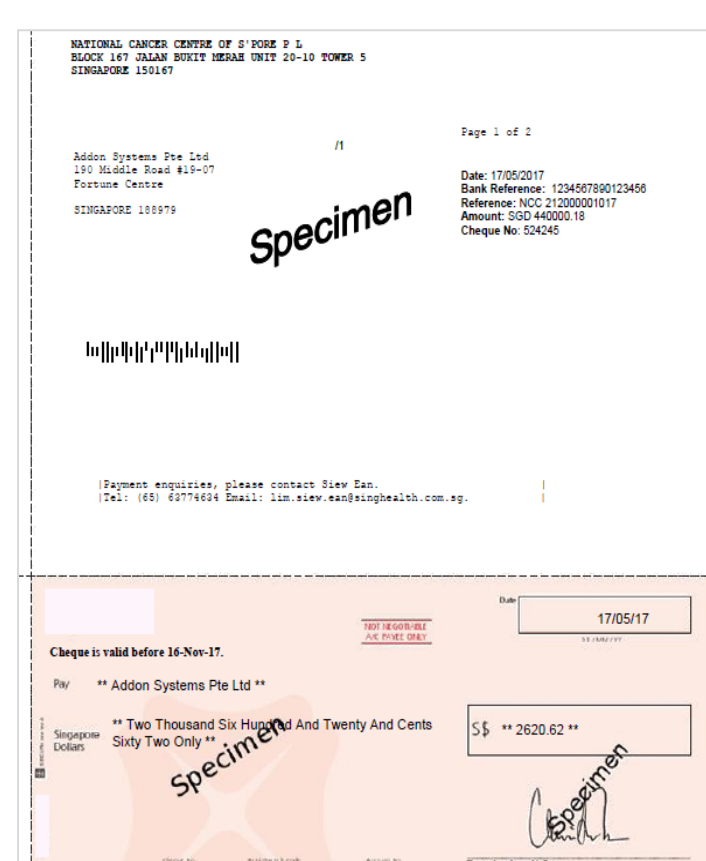 NATIONAL CANCER CENTRE OF S'PORE P L
BLOCK 167 JALAN BUKIT MERAH UNIT 20-10 TOWER 5
SINGAPORE 150167
Page 1 of 2
/1
Addon Systems Pte Ltd
190 Middle Road #19-07
Fortune Centre
SINGAPORE 188979
Date: 17/05/2017
Bank Reference: 1234567890123456
Reference: NCC 212000001017
Amount: SGD 440000.18
Cheque No: 524245
Specimen
|Payment enquiries, please contact Siew Ean. |
|Tel: (65) 63774634 Email: lim.siew.ean@singhealth.com.sg. |
Date
17/05/17
NOT NEGOTIABLE
A/C PAYEE ONLY
Cheque is valid before 16-Nov-17.
Pay ** Addon Systems Pte Ltd **
Singapore Dollars
** Two Thousand Six Hundred And Twenty And Cents
Sixty Two Only **
S$ ** 2620.62 **
Specimen
Specimen